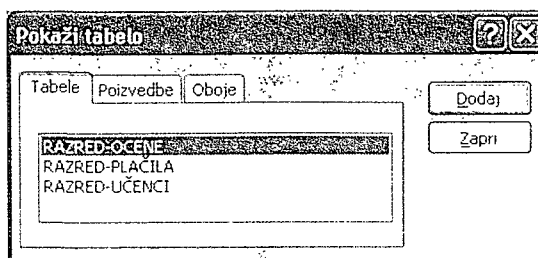 Pokaži tabelo
Tabele Poizvedbe Oboje
Dodaj
Zapri
RAZRED-OCENE
RAZRED-PLAČILA
RAZRED-UČENCI